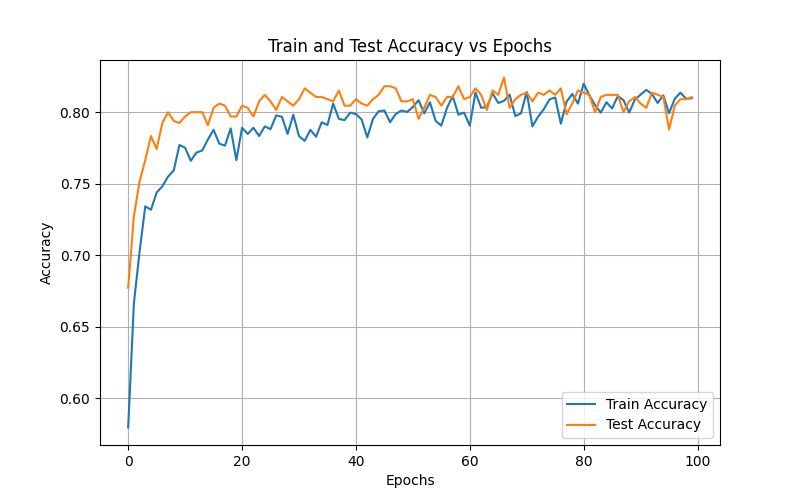 Train and Test Accuracy vs Epochs
Accuracy
0.80
0.75
0.70
0.65
0.60
0
20
40
60
80
100
Epochs
Train Accuracy
Test Accuracy